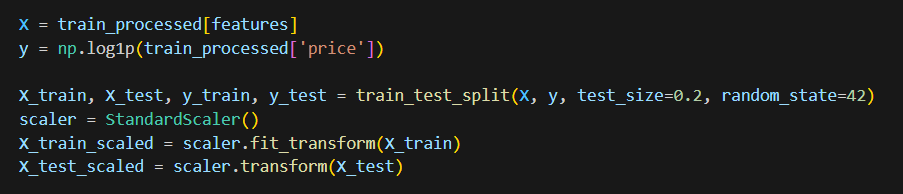 X = train_processed[features]
y = np.log1p(train_processed['price'])
X_train, X_test, y_train, y_test = train_test_split(X, y, test_size=0.2, random_state=42)
scaler = StandardScaler()
X_train_scaled = scaler.fit_transform(X_train)
X_test_scaled = scaler.transform(X_test)